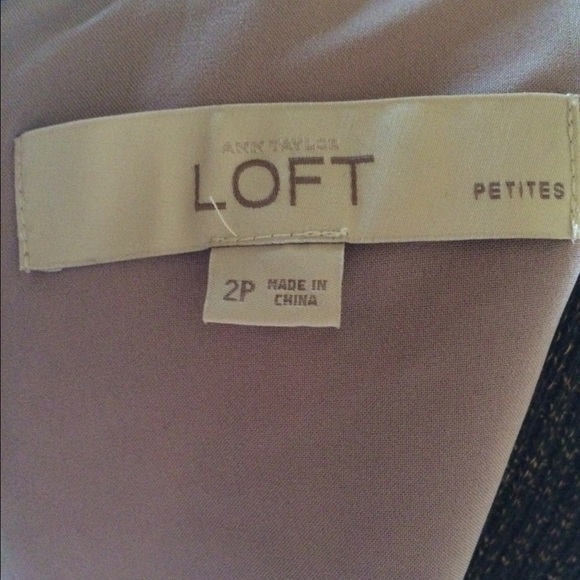 ANN TAYLOR
LOFT
PETITES
2P
MADE IN
CHINA